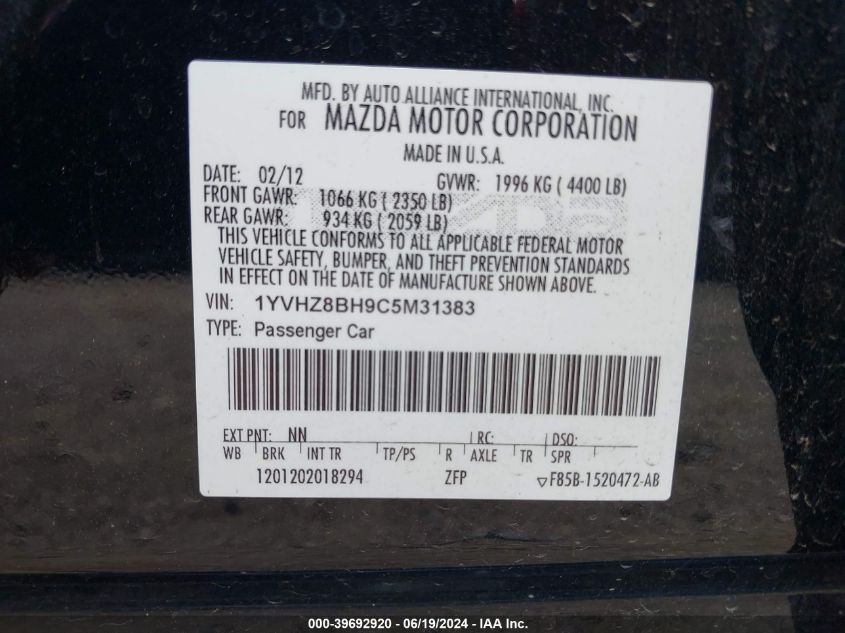 MFD. BY AUTO ALLIANCE INTERNATIONAL, INC.
FOR MAZDA MOTOR CORPORATION
MADE IN U.S.A.
DATE: 02/12 GVWR: 1996 KG ( 4400 LB)
FRONT GAWR: 1066 KG ( 2350 LB)
REAR GAWR: 934 KG ( 2059 LB)
THIS VEHICLE CONFORMS TO ALL APPLICABLE FEDERAL MOTOR
VEHICLE SAFETY, BUMPER, AND THEFT PREVENTION STANDARDS
IN EFFECT ON THE DATE OF MANUFACTURE SHOWN ABOVE.
VIN: 1YVHZ8BH9C5M31383
TYPE: Passenger Car
EXT PNT: NN RC: DSO:
WB BRK INT TR TP/PS R AXLE TR SPR
1201202018294 ZFP ▽F85B-1520472-AB
000-39692920 - 06/19/2024 - IAA Inc.